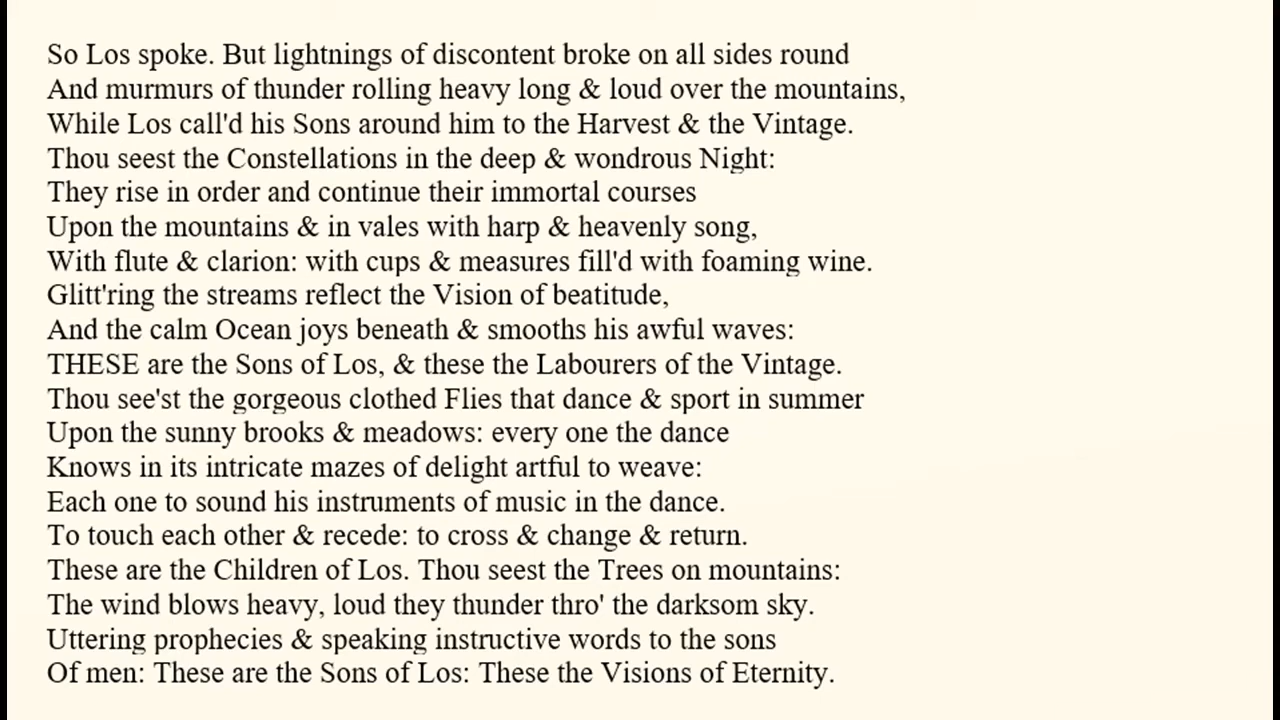 So Los spoke. But lightnings of discontent broke on all sides round
And murmurs of thunder rolling heavy long & loud over the mountains,
While Los call'd his Sons around him to the Harvest & the Vintage.
Thou seest the Constellations in the deep & wondrous Night:
They rise in order and continue their immortal courses
Upon the mountains & in vales with harp & heavenly song,
With flute & clarion: with cups & measures fill'd with foaming wine.
Glitt'ring the streams reflect the Vision of beatitude,
And the calm Ocean joys beneath & smooths his awful waves:
THESE are the Sons of Los, & these the Labourers of the Vintage.
Thou see'st the gorgeous clothed Flies that dance & sport in summer
Upon the sunny brooks & meadows: every one the dance
Knows in its intricate mazes of delight artful to weave:
Each one to sound his instruments of music in the dance.
To touch each other & recede: to cross & change & return.
These are the Children of Los. Thou seest the Trees on mountains:
The wind blows heavy, loud they thunder thro' the darksom sky.
Uttering prophecies & speaking instructive words to the sons
Of men: These are the Sons of Los: These the Visions of Eternity.